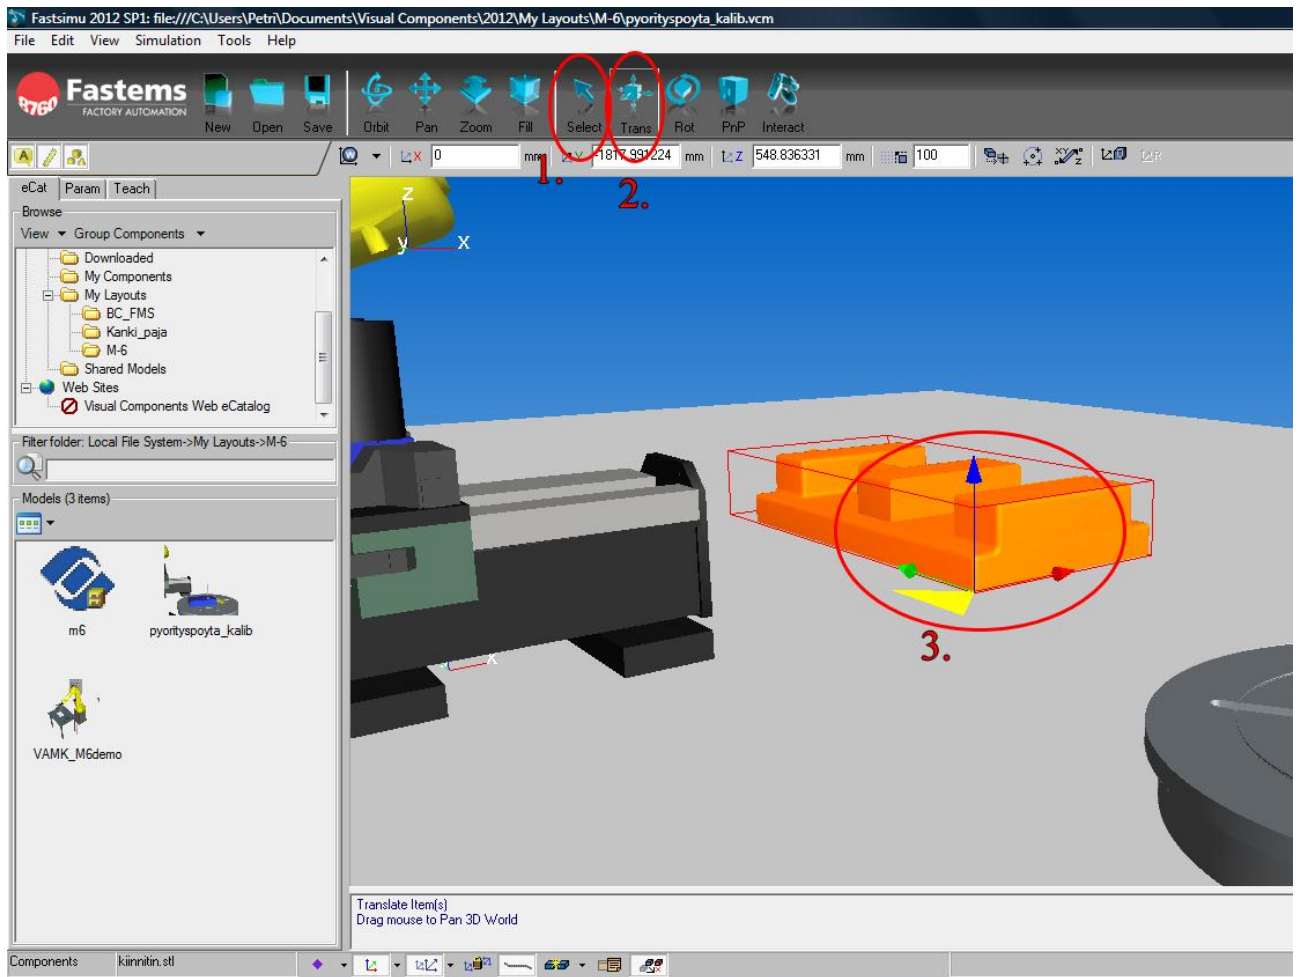 Fastsimu 2012 SP1: file:///C:\Users\Petri\Documents\Visual Components\2012\My Layouts\M-6\pyorityspoyta_kalib.vcm
File Edit View Simulation Tools Help
8760 Fastems
FACTORY AUTOMATION
New Open Save Orbit Pan Zoom Fill Select Trans Rot PnP Interact
X 0 mm Y -1817.991224 mm Z 548.836331 mm 100
1.
2.
eCat Param Teach
Browse
View Group Components
Downloaded
My Components
My Layouts
BC_FMS
Kanki_paja
M-6
Shared Models
Web Sites
Visual Components Web eCatalog
Filter folder: Local File System->My Layouts->M-6
Models (3 items)
m6 pyorityspoyta_kalib
VAMK_M6demo
z
y x
x
3.
Translate Item(s)
Drag mouse to Pan 3D World
Components kiinnitin.stl